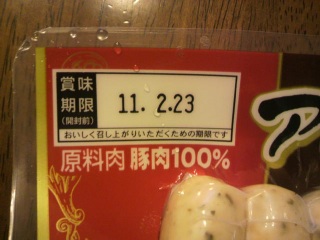 賞味
期限
(開封前)
11. 2.23
おいしく召し上がりいただくための期限です
原料肉 豚肉100%
ア